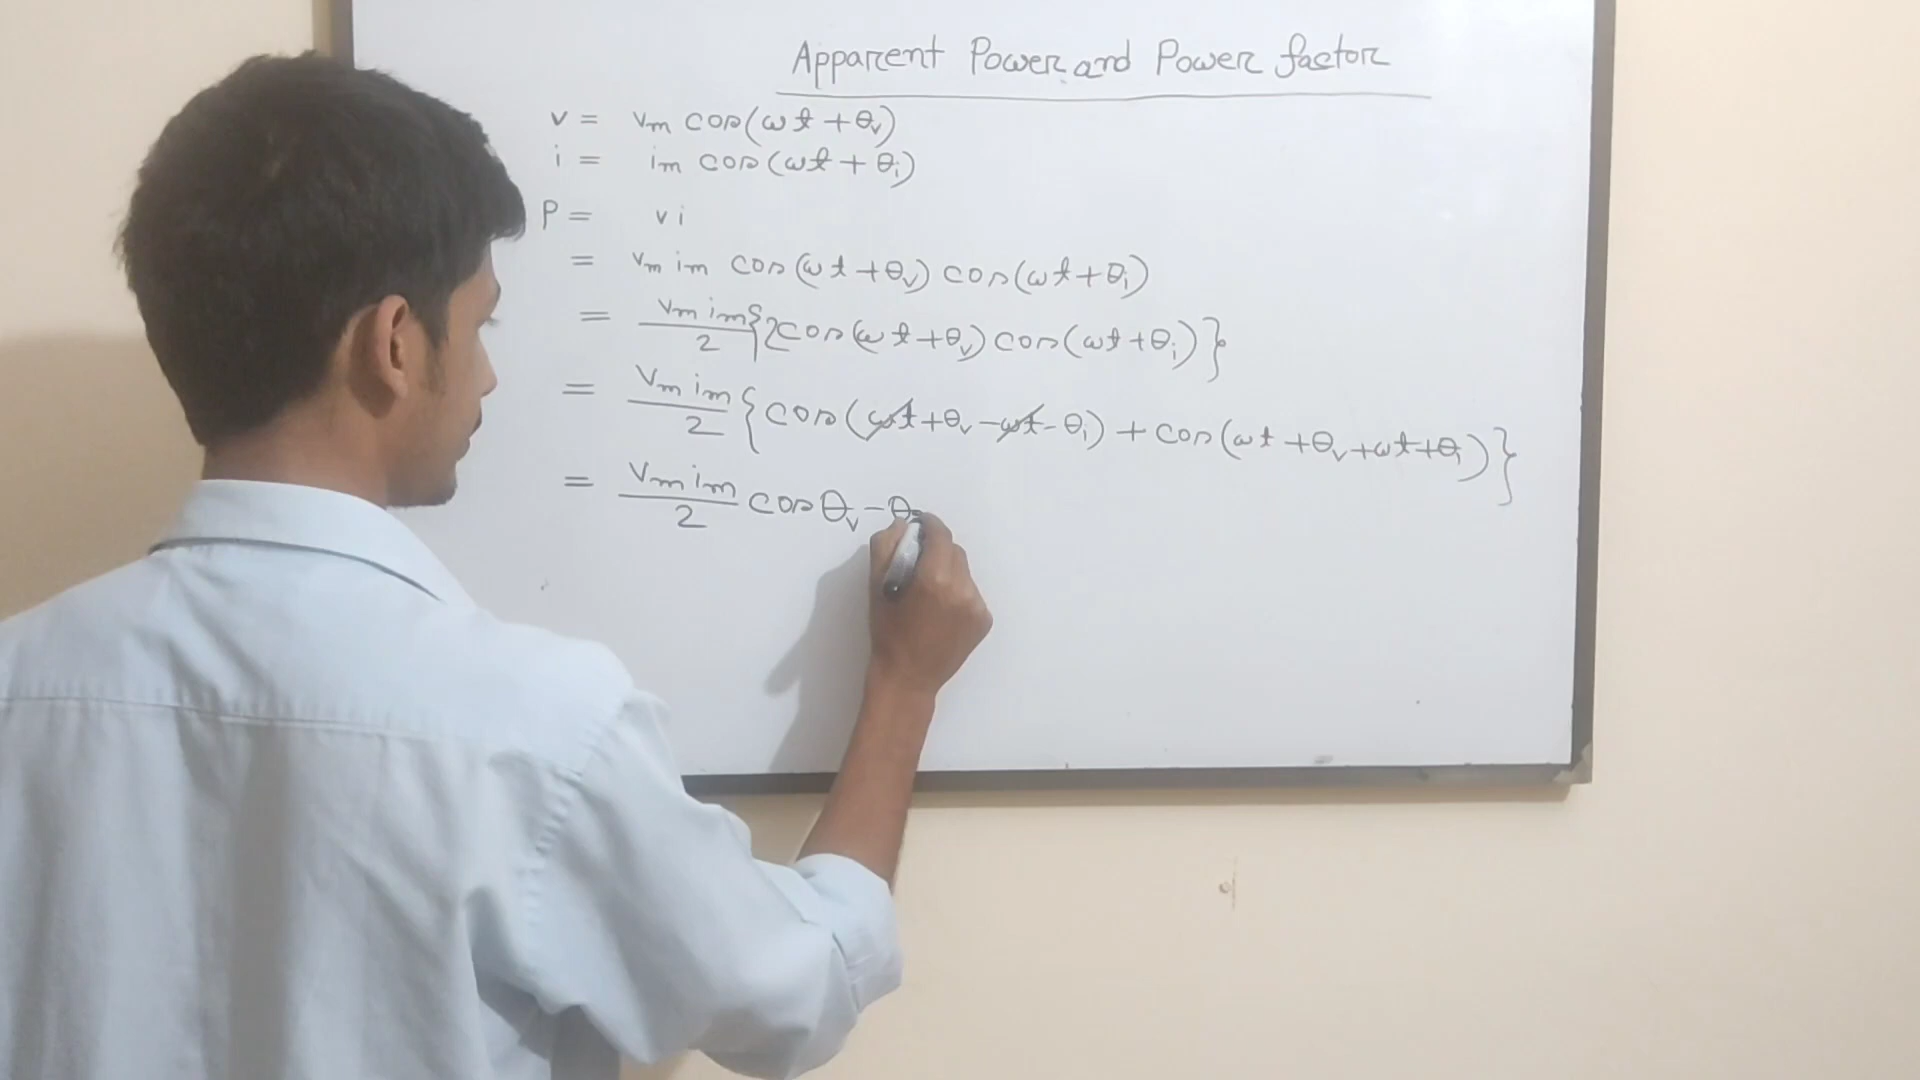 Apparent Power and Power factor
v = vm cos(ωt + θv)
i = im cos(ωt + θi)
P = vi
= vm im cos(ωt + θv) cos(ωt + θi)
= vm im/2 {2cos(ωt + θv) cos(ωt + θi)}
= Vm im/2 {cos(ωt + θv - ωt - θi) + cos(ωt + θv + ωt + θi)}
= Vm im/2 cos θv - θ